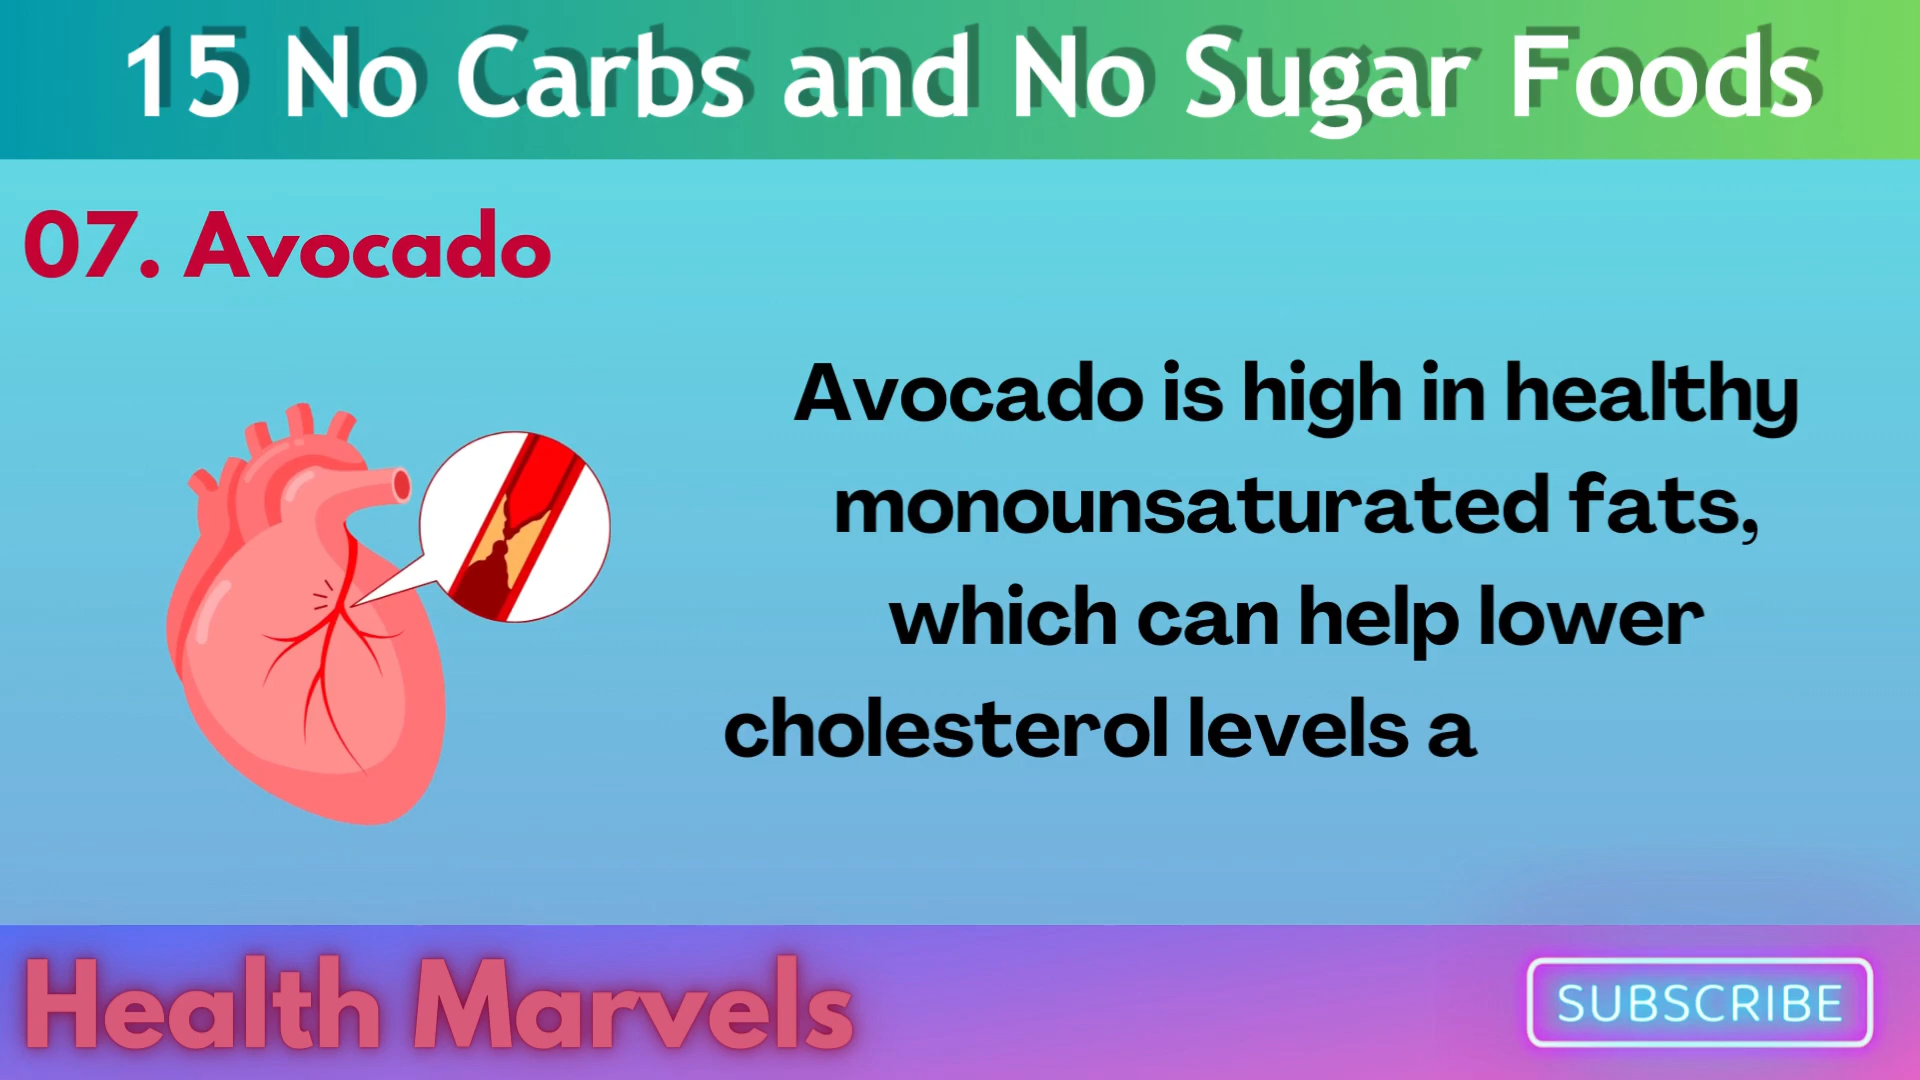 15 No Carbs and No Sugar Foods
07. Avocado
Avocado is high in healthy
monounsaturated fats,
which can help lower
cholesterol levels a
Health Marvels
SUBSCRIBE